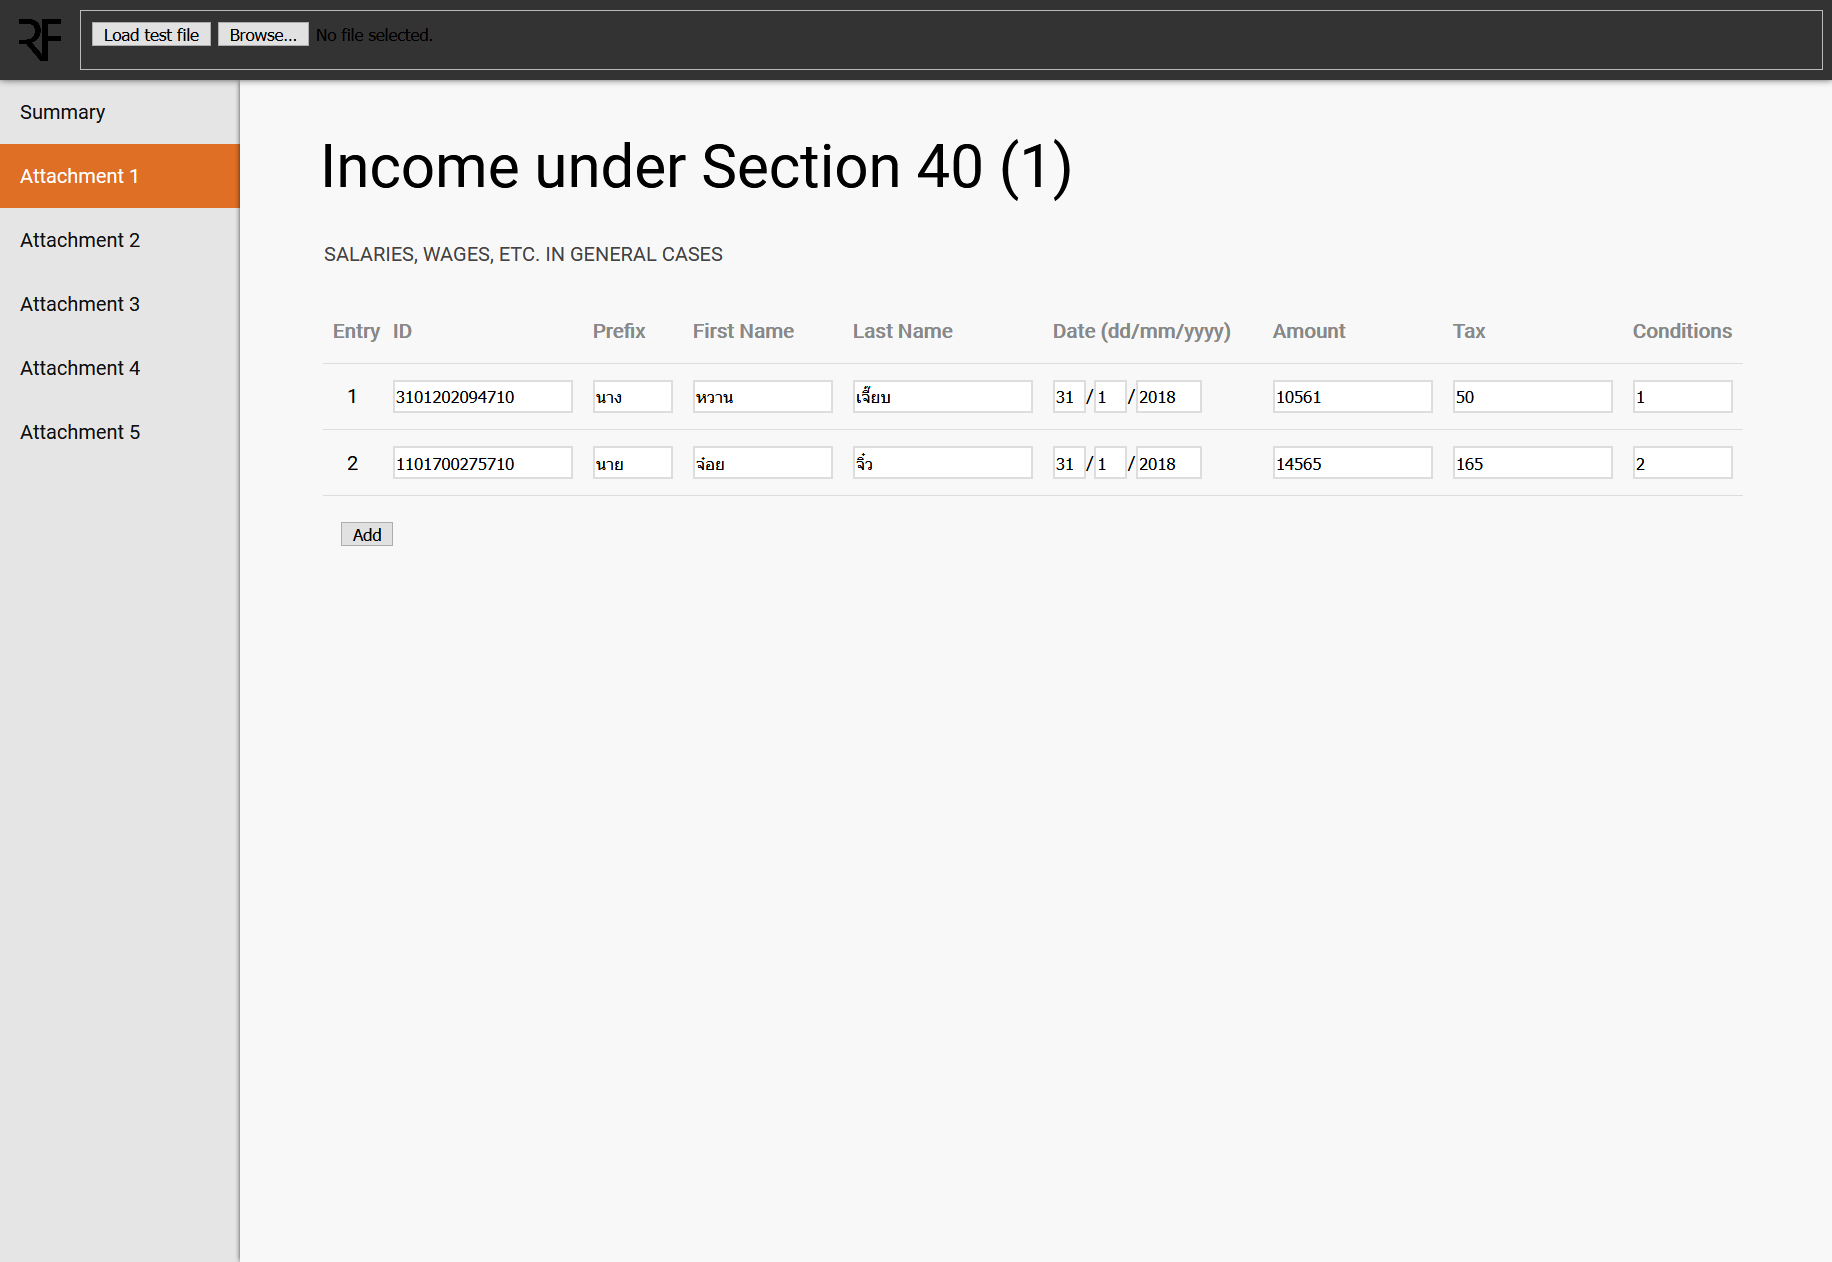 RF
Load test file Browse... No file selected.
Summary
Attachment 1
Attachment 2
Attachment 3
Attachment 4
Attachment 5
Income under Section 40 (1)
SALARIES, WAGES, ETC. IN GENERAL CASES
Entry ID Prefix First Name Last Name Date (dd/mm/yyyy) Amount Tax Conditions
1 3101202094710 นาง หวาน เจี๊ยบ 31 / 1 / 2018 10561 50 1
2 1101700275710 นาย จ๋อย จิ๋ว 31 / 1 / 2018 14565 165 2
Add